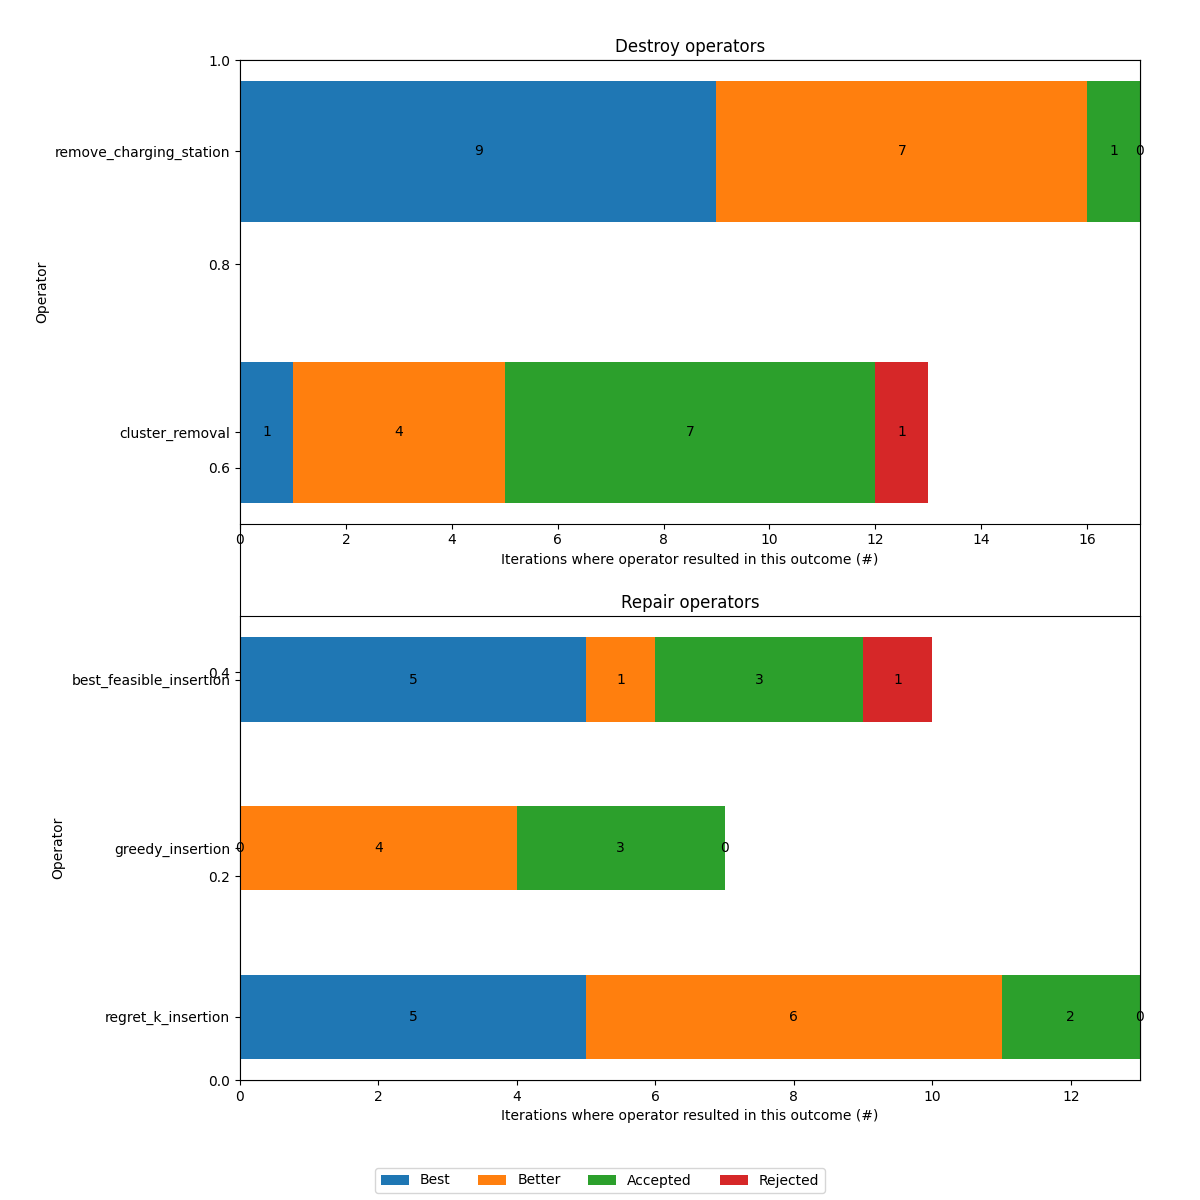 Destroy operators
1.0
remove_charging_station
9
7
1
0
0.8
Operator
cluster_removal
1
4
7
1
0.6
0 2 4 6 8 10 12 14 16
Iterations where operator resulted in this outcome (#)
Repair operators
0.4
best_feasible_insertion
5
1
3
1
greedy_insertion
0
4
3
0
Operator
0.2
regret_k_insertion
5
6
2
0
0.0
0 2 4 6 8 10 12
Iterations where operator resulted in this outcome (#)
Best Better Accepted Rejected